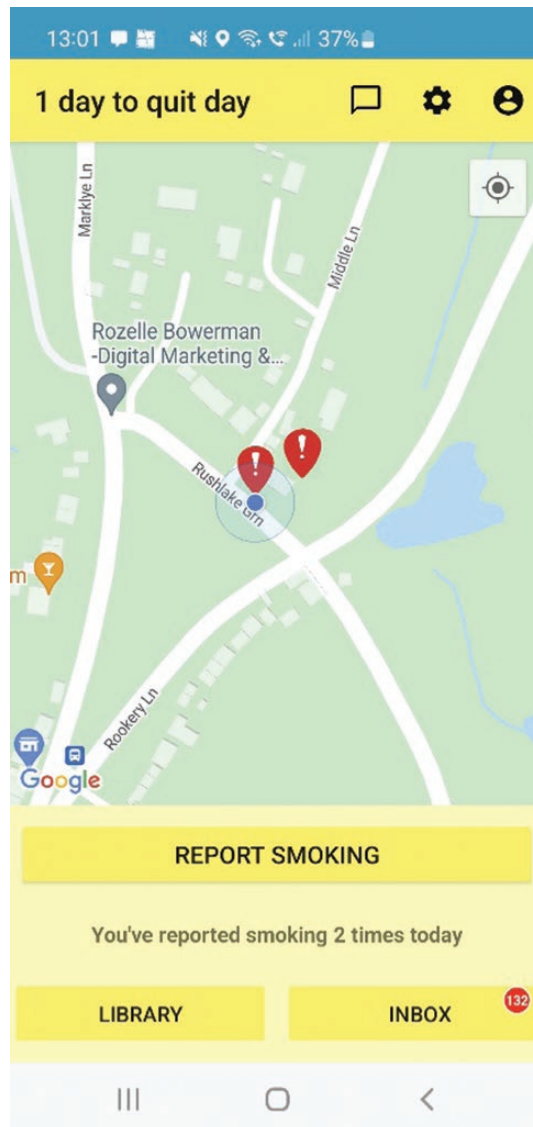 13:01 37%
1 day to quit day
Marklye Ln
Middle Ln
Rozelle Bowerman
-Digital Marketing &...
Rushlake Grn
m
Rookery Ln
Google
REPORT SMOKING
You've reported smoking 2 times today
132
LIBRARY INBOX